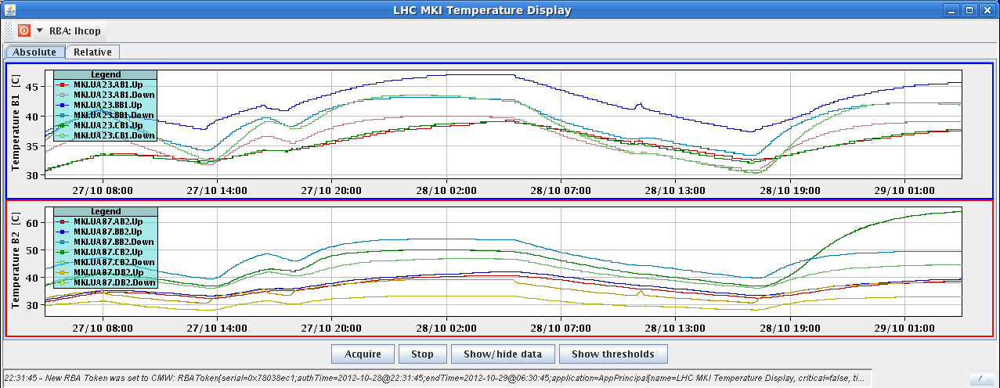 LHC MKI Temperature Display
RBA: lhcop
Absolute Relative
Temperature B1 [C]
45
40
35
30
Legend
MKI.UA23.AB1.Up
MKI.UA23.AB1.Down
MKI.UA23.BB1.Up
MKI.UA23.BB1.Down
MKI.UA23.CB1.Up
MKI.UA23.CB1.Down
27/10 08:00 27/10 14:00 27/10 20:00 28/10 02:00 28/10 07:00 28/10 13:00 28/10 19:00 29/10 01:00
Temperature B2 [C]
60
50
40
30
Legend
MKI.UA87.AB2.Up
MKI.UA87.BB2.Up
MKI.UA87.BB2.Down
MKI.UA87.CB2.Up
MKI.UA87.CB2.Down
MKI.UA87.DB2.Up
MKI.UA87.DB2.Down
27/10 08:00 27/10 14:00 27/10 20:00 28/10 02:00 28/10 07:00 28/10 13:00 28/10 19:00 29/10 01:00
Acquire Stop Show/hide data Show thresholds
22:31:45 - New RBA Token was set to CMW: RBAToken[serial=0x78038ec1;authTime=2012-10-28@22:31:45;endTime=2012-10-29@06:30:45;application=AppPrincipal[name=LHC MKI Temperature Display, critical=false, ti...